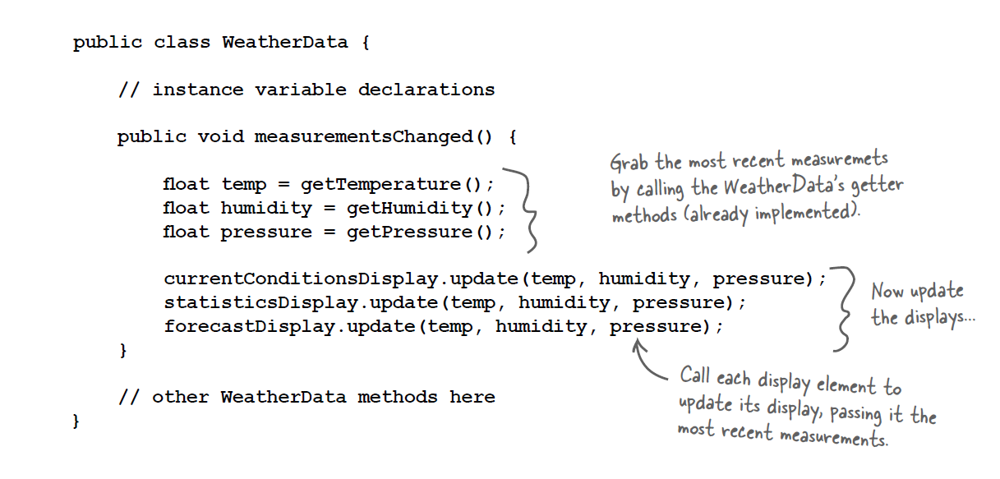 public class WeatherData {
// instance variable declarations
public void measurementsChanged() {
float temp = getTemperature();
float humidity = getHumidity();
float pressure = getPressure();
Grab the most recent measuremets
by calling the WeatherData's getter
methods (already implemented).
currentConditionsDisplay.update(temp, humidity, pressure);
statisticsDisplay.update(temp, humidity, pressure);
forecastDisplay.update(temp, humidity, pressure);
Now update
the displays...
}
Call each display element to
update its display, passing it the
most recent measurements.
// other WeatherData methods here
}